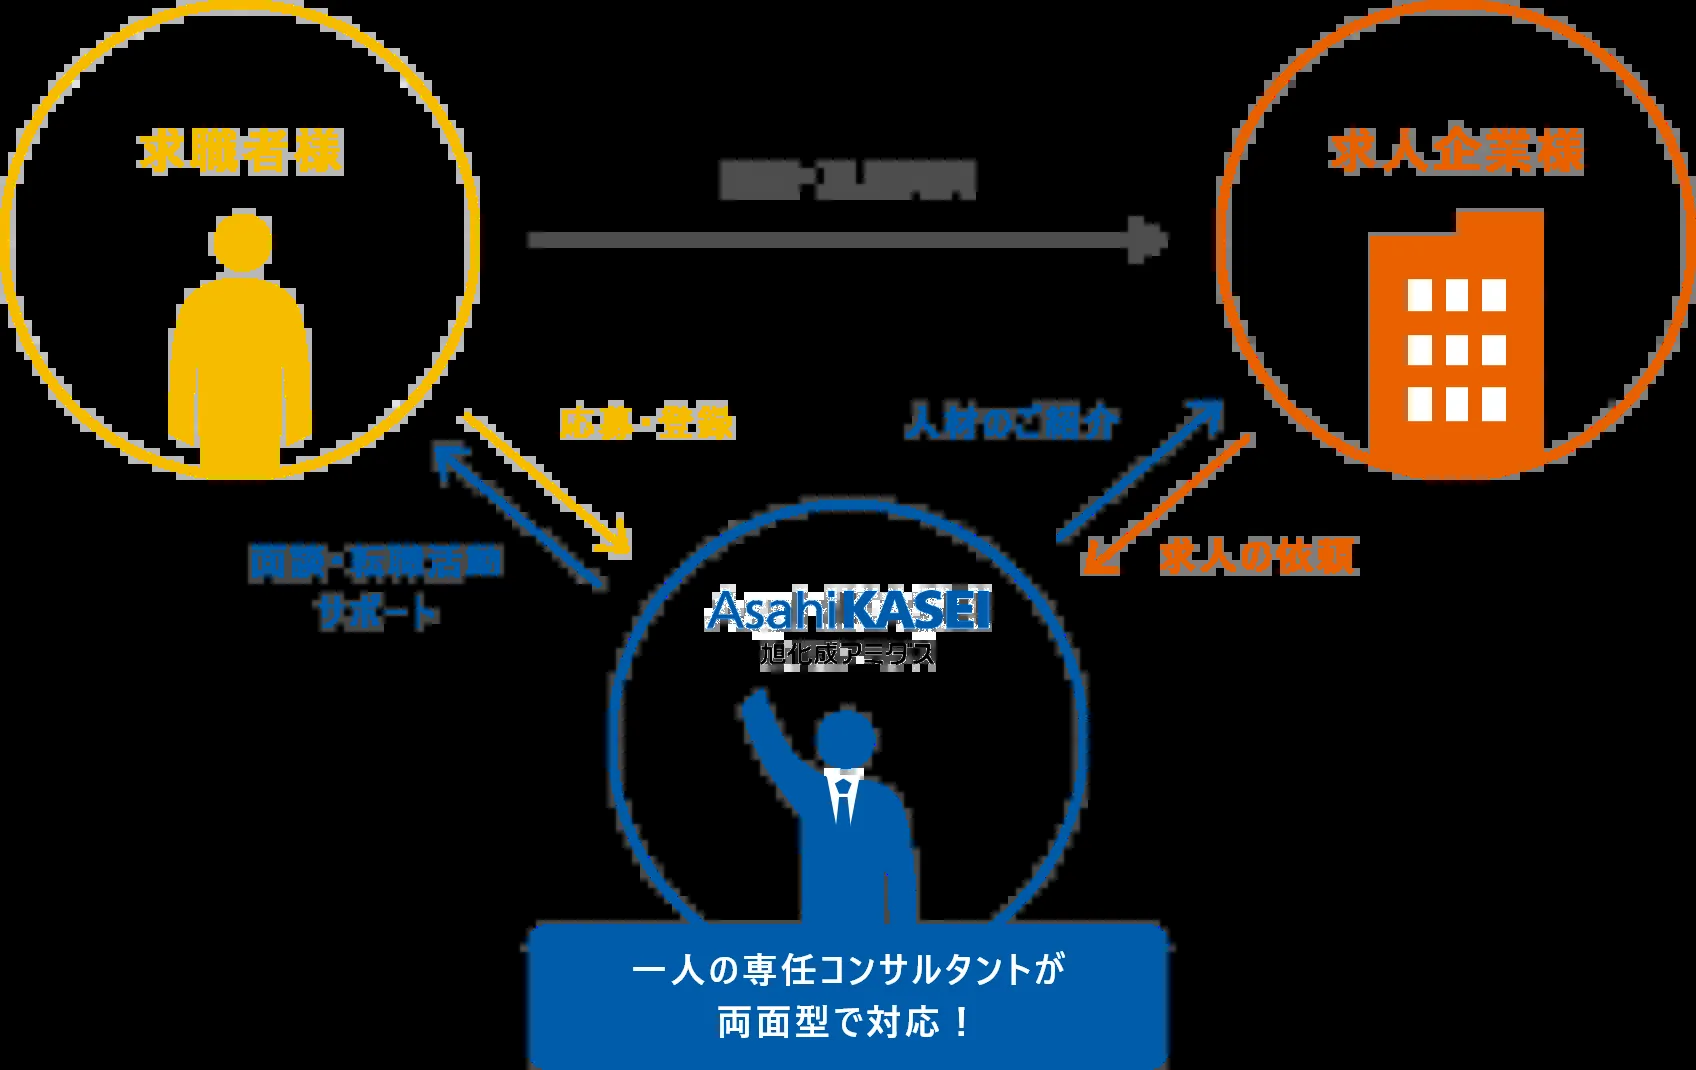 求職者様
求人企業様
応募・登録
人材のご紹介
面談・転職活動
サポート
求人の依頼
AsahiKASEI
旭化成アミダス
一人の専任コンサルタントが
両面型で対応！